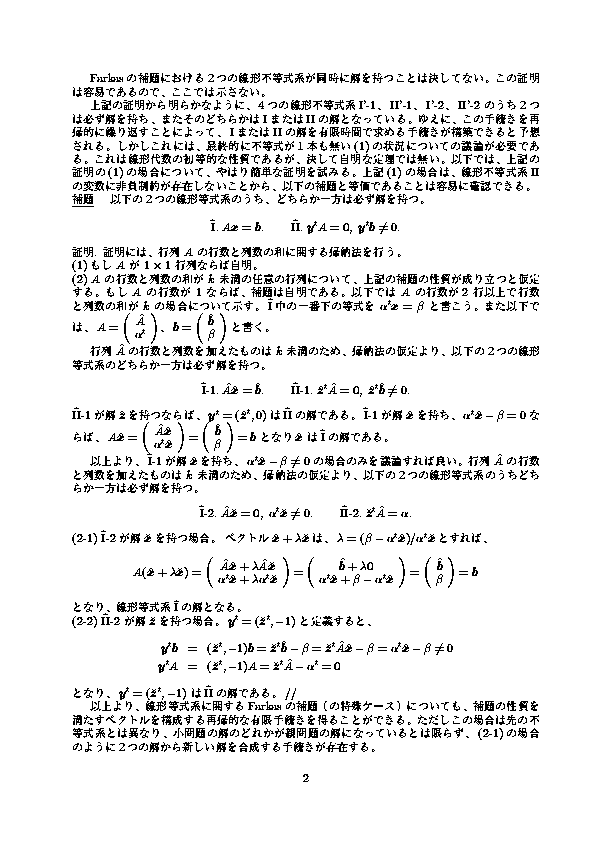 Farkas の補題における2つの線形不等式系が同時に解を持つことは決してない。この証明
は容易であるので、ここでは示さない。
上記の証明から明らかなように、4つの線形不等式系 I'-1、II'-1、I'-2、II'-2 のうち2つ
は必ず解を持ち、またそのどちらかは I または II の解となっている。ゆえに、この手続きを再
帰的に繰り返すことによって、I または II の解を有限時間で求める手続きが構築できると予想
される。しかしこれには、最終的に不等式が1本も無い (1) の状況についての議論が必要であ
る。これは線形代数の初等的な性質であるが、決して自明な定理では無い。以下では、上記の
証明の (1) の場合について、やはり簡単な証明を試みる。上記 (1) の場合は、線形不等式系 II
の変数に非負制約が存在しないことから、以下の補題と等価であることは容易に確認できる。
補題 以下の2つの線形不等式系のうち、どちらか一方は必ず解を持つ。
Ĩ. Ax = b. ĨI. yᵗA = 0, yᵗb ≠ 0.
証明. 証明には、行列 A の行数と列数の和に関する帰納法を行う。
(1) もし A が 1 × 1 行列ならば自明。
(2) A の行数と列数の和が k 未満の任意の行列について、上記の補題の性質が成り立つと仮定
する。もし A の行数が 1 ならば、補題は自明である。以下では A の行数が 2 行以上で行数
と列数の和が k の場合について示す。Ĩ 中の一番下の等式を αᵗx = β と書こう。また以下で
は、A = ( Â αᵗ )、b = ( b̂ β ) と書く。
行列 Â の行数と列数を加えたものは k 未満のため、帰納法の仮定より、以下の2つの線形
等式系のどちらか一方は必ず解を持つ。
Ĩ-1. Âx = b̂. ĨI-1. zᵗÂ = 0, zᵗb̂ ≠ 0.
ĨI-1 が解 z を持つならば、yᵗ = (zᵗ,0) は ĨI の解である。Ĩ-1 が解 x を持ち、αᵗx − β = 0 な
らば、Ax = ( Âx αᵗx ) = ( b̂ β ) = b となり x は Ĩ の解である。
以上より、Ĩ-1 が解 x を持ち、αᵗx − β ≠ 0 の場合のみを議論すれば良い。行列 Â の行数
と列数を加えたものは k 未満のため、帰納法の仮定より、以下の2つの線形等式系のうちどち
らか一方は必ず解を持つ。
Ĩ-2. Âx = 0, αᵗx ≠ 0. ĨI-2. zᵗÂ = α.
(2-1) Ĩ-2 が解 x̌ を持つ場合。 ベクトル x + λx̌ は、λ = (β − αᵗx)/αᵗx̌ とすれば、
A(x + λx̌) = ( Âx + λÂx̌ αᵗx + λαᵗx̌ ) = ( b̂ + λ0 αᵗx + β − αᵗx ) = ( b̂ β ) = b
となり、線形等式系 Ĩ の解となる。
(2-2) ĨI-2 が解 ž を持つ場合。yᵗ = (žᵗ, −1) と定義すると、
yᵗb = (žᵗ, −1)b = žᵗb̂ − β = žᵗÂx − β = αᵗx − β ≠ 0
yᵗA = (žᵗ, −1)A = žᵗÂ − αᵗ = 0
となり、yᵗ = (žᵗ, −1) は ĨI の解である。//
以上より、線形等式系に関する Farkas の補題（の特殊ケース）についても、補題の性質を
満たすベクトルを構成する再帰的な有限手続きを得ることができる。ただしこの場合は先の不
等式系とは異なり、小問題の解のどれかが親問題の解になっているとは限らず、(2-1) の場合
のように2つの解から新しい解を合成する手続きが存在する。
2